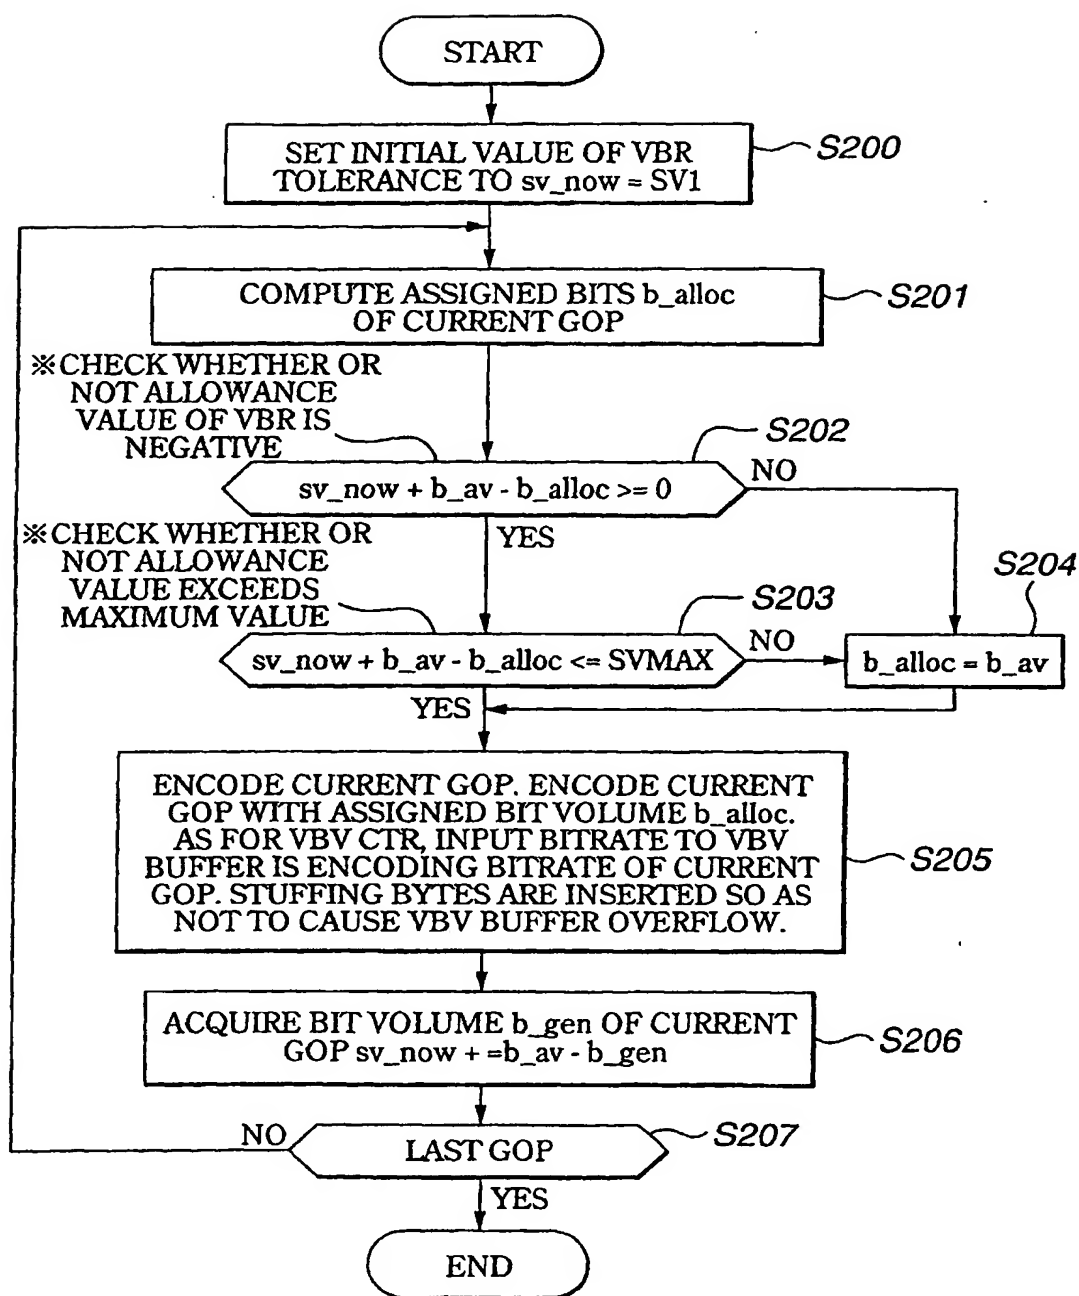 START
SET INITIAL VALUE OF VBR
TOLERANCE TO sv_now = SV1
S200
COMPUTE ASSIGNED BITS b_alloc
OF CURRENT GOP
S201
※CHECK WHETHER OR
NOT ALLOWANCE
VALUE OF VBR IS
NEGATIVE
S202
sv_now + b_av - b_alloc >= 0
NO
YES
※CHECK WHETHER OR
NOT ALLOWANCE
VALUE EXCEEDS
MAXIMUM VALUE
S203
S204
sv_now + b_av - b_alloc <= SVMAX
NO
b_alloc = b_av
YES
ENCODE CURRENT GOP. ENCODE CURRENT
GOP WITH ASSIGNED BIT VOLUME b_alloc.
AS FOR VBV CTR, INPUT BITRATE TO VBV
BUFFER IS ENCODING BITRATE OF CURRENT
GOP. STUFFING BYTES ARE INSERTED SO AS
NOT TO CAUSE VBV BUFFER OVERFLOW.
S205
ACQUIRE BIT VOLUME b_gen OF CURRENT
GOP sv_now + =b_av - b_gen
S206
NO
LAST GOP
S207
YES
END